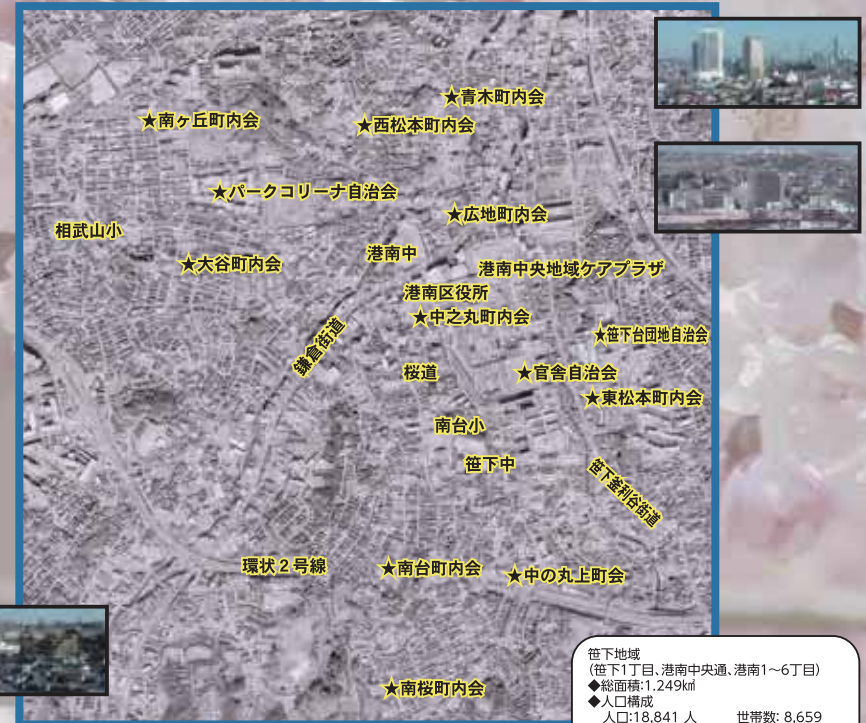 ★青木町内会
★南ヶ丘町内会
★西松本町内会
★パークコリーナ自治会
★広地町内会
相武山小
港南中
★大谷町内会
港南中央地域ケアプラザ
港南区役所
★中之丸町内会
★笹下台団地自治会
鎌倉街道
桜道
★官舎自治会
★東松本町内会
南台小
笹下中
笹下釜利谷街道
環状2号線
★南台町内会
★中の丸上町会
★南桜町内会
笹下地域
(笹下1丁目、港南中央通、港南1〜6丁目)
◆総面積:1.249㎢
◆人口構成
人口:18,841 人 世帯数: 8,659